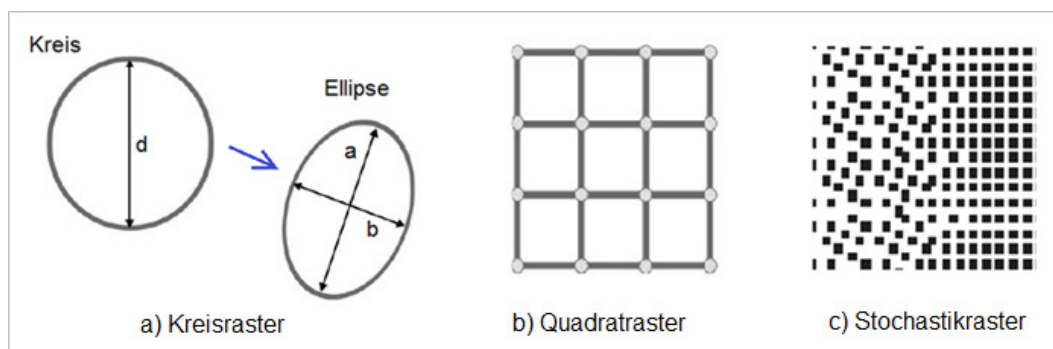 Kreis
d
Ellipse
a
b
a) Kreisraster
b) Quadratraster
c) Stochastikraster